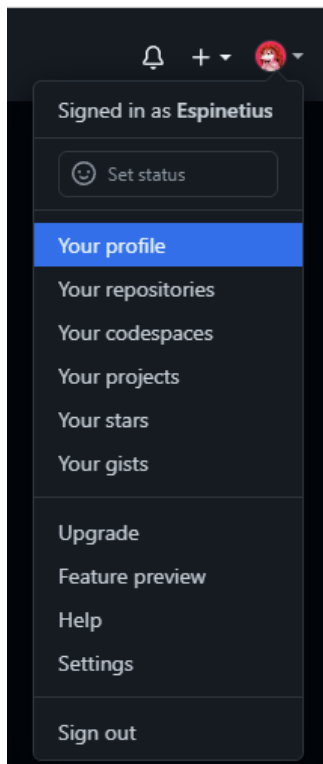 Signed in as Espinetius
Set status
Your profile
Your repositories
Your codespaces
Your projects
Your stars
Your gists
Upgrade
Feature preview
Help
Settings
Sign out